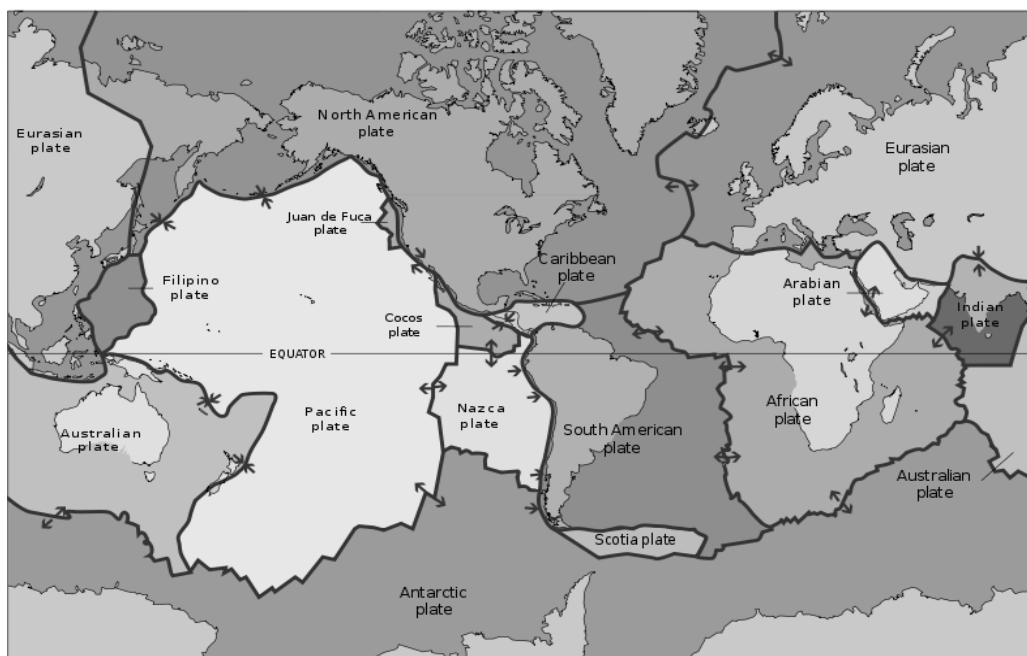 North American
plate
Eurasian
plate
Eurasian
plate
Juan de Fuca
plate
Caribbean
plate
Filipino
plate
Arabian
plate
Cocos
plate
Indian
plate
EQUATOR
Pacific
plate
Nazca
plate
African
plate
Australian
plate
South American
plate
Australian
plate
Scotia plate
Antarctic
plate